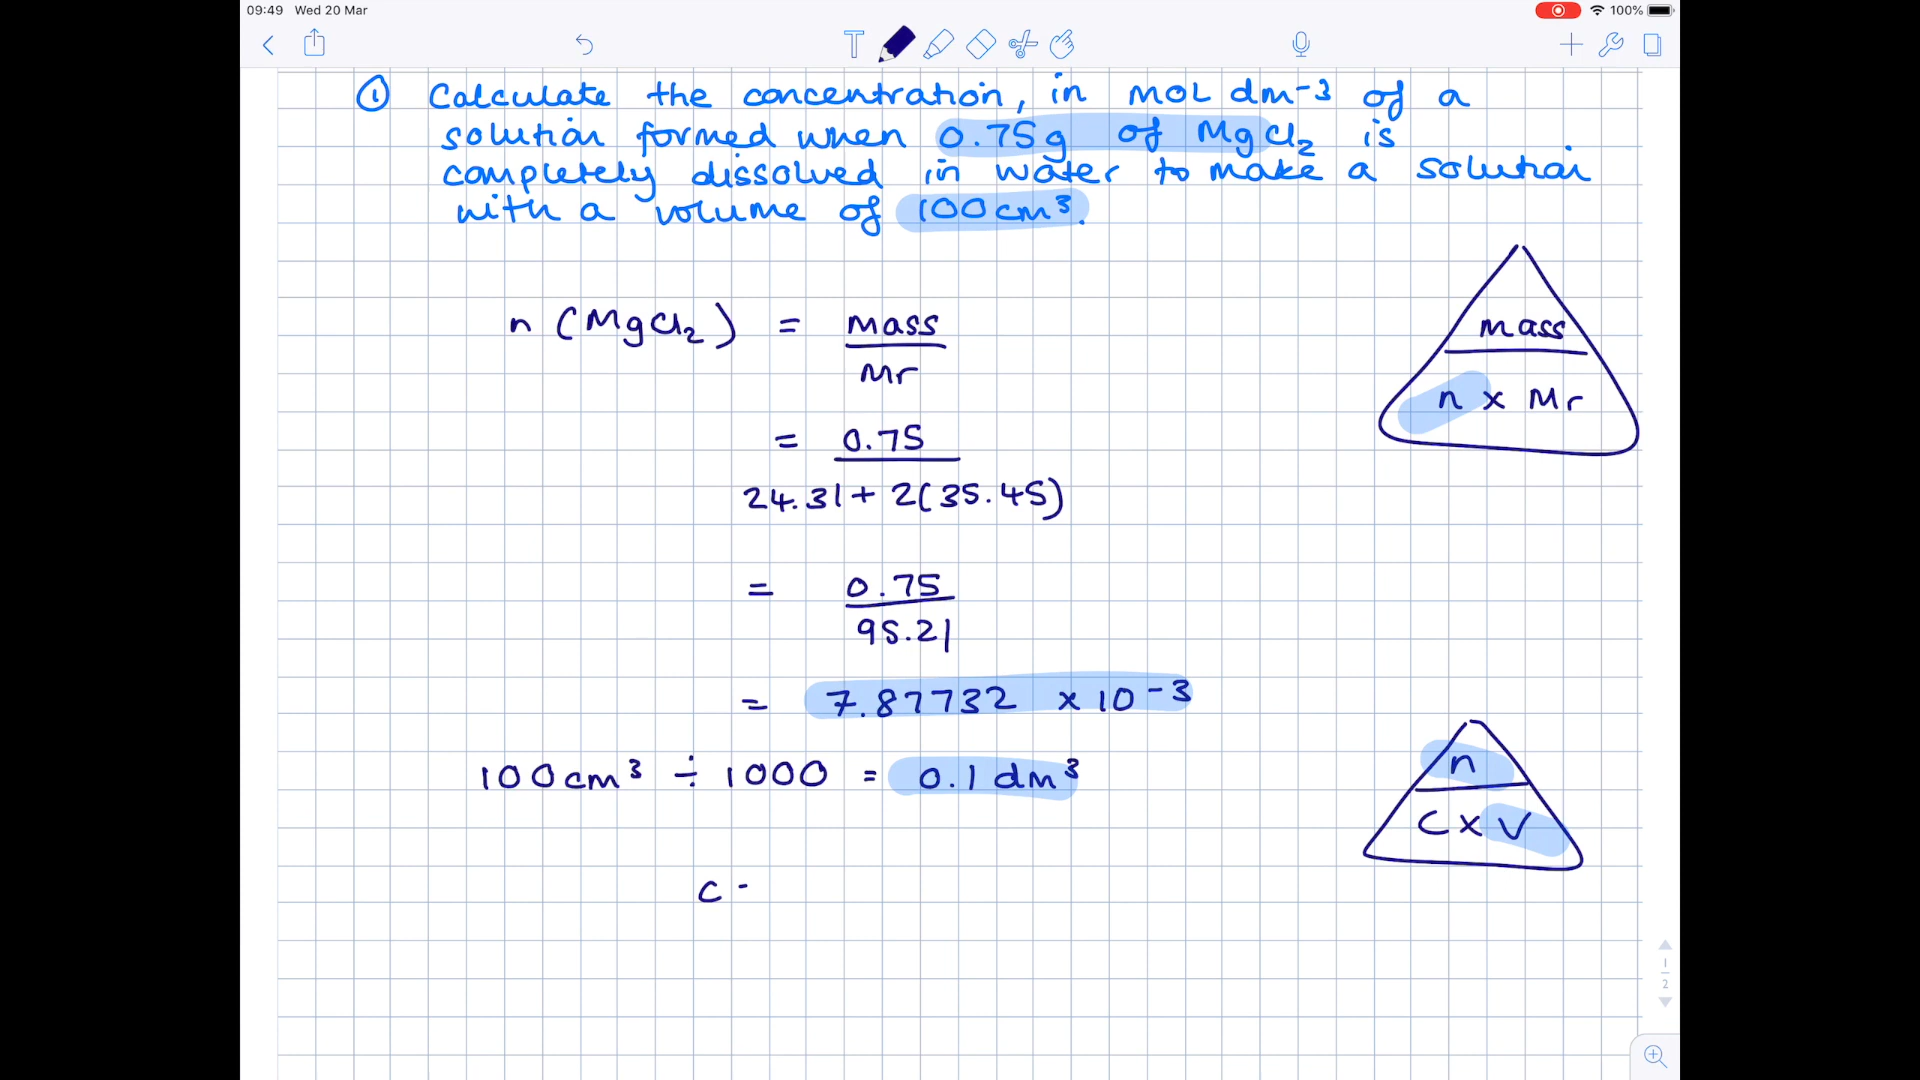 09:49 Wed 20 Mar
100%
T
① Calculate the concentration, in mol dm-3 of a
solution formed when 0.75g of MgCl₂ is
completely dissolved in water to make a solution
with a volume of 100cm³.
n (MgCl₂) = mass
Mr
= 0.75
24.31 + 2(35.45)
= 0.75
95.21
= 7.87732 × 10⁻³
100cm³ ÷ 1000 = 0.1 dm³
c -
mass
n × Mr
n
C × V
1
2